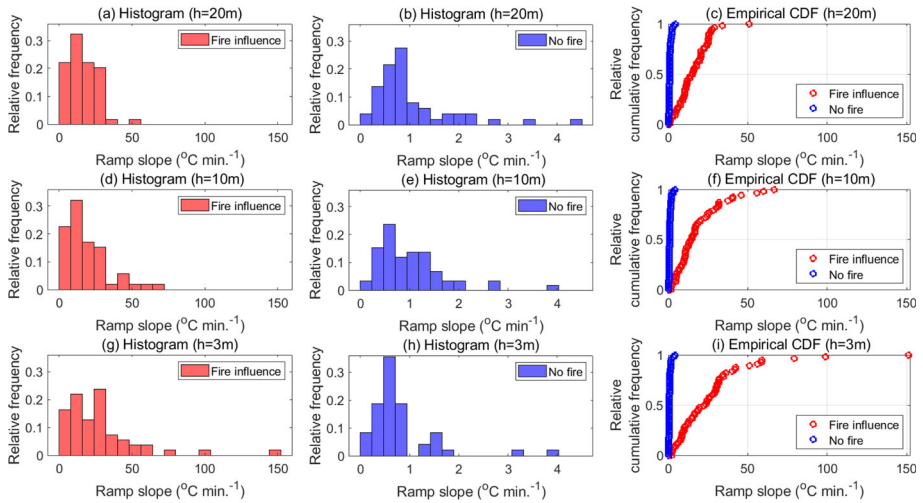 (a) Histogram (h=20m)
Relative frequency
0.3
0.2
0.1
0
Fire influence
0 50 100 150
Ramp slope (°C min.-1)
(b) Histogram (h=20m)
Relative frequency
0.3
0.2
0.1
0
No fire
0 1 2 3 4
Ramp slope (°C min.-1)
(c) Empirical CDF (h=20m)
Relative
cumulative frequency
1
0.5
0
Fire influence
No fire
0 50 100 150
Ramp slope (°C min.-1)
(d) Histogram (h=10m)
Relative frequency
0.3
0.2
0.1
0
Fire influence
0 50 100 150
Ramp slope (°C min.-1)
(e) Histogram (h=10m)
Relative frequency
0.3
0.2
0.1
0
No fire
0 1 2 3 4
Ramp slope (°C min-1)
(f) Empirical CDF (h=10m)
Relative
cumulative frequency
1
0.5
0
Fire influence
No fire
0 50 100 150
Ramp slope (°C min.-1)
(g) Histogram (h=3m)
Relative frequency
0.3
0.2
0.1
0
Fire influence
0 50 100 150
Ramp slope (°C min.-1)
(h) Histogram (h=3m)
Relative frequency
0.3
0.2
0.1
0
No fire
0 1 2 3 4
Ramp slope (°C min.-1)
(i) Empirical CDF (h=3m)
Relative
cumulative frequency
1
0.5
0
Fire influence
No fire
0 50 100 150
Ramp slope (°C min.-1)